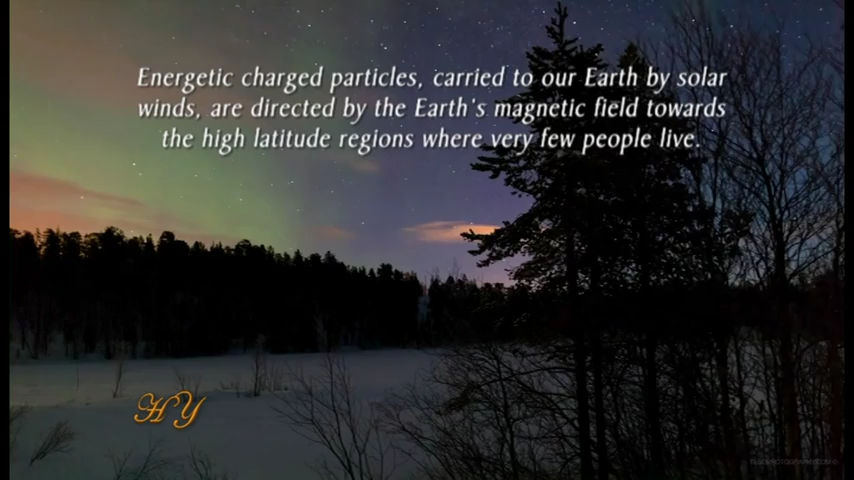 Energetic charged particles, carried to our Earth by solar
winds, are directed by the Earth's magnetic field towards
the high latitude regions where very few people live.
HY